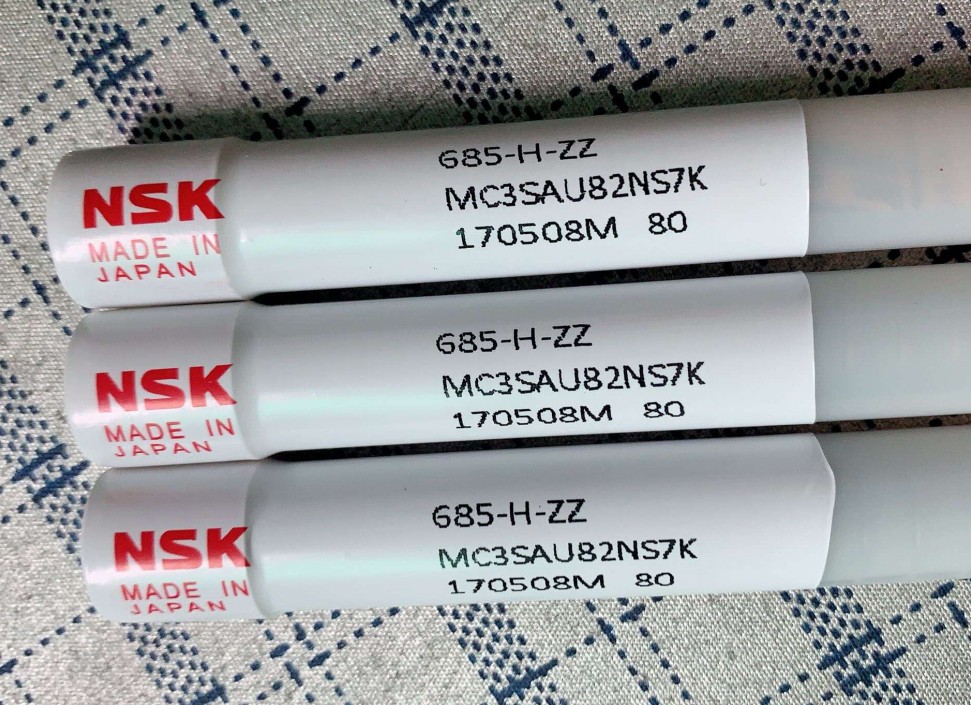 NSK
MADE IN
JAPAN
685-H-ZZ
MC3SAU82NS7K
170508M 80
NSK
MADE IN
JAPAN
685-H-ZZ
MC3SAU82NS7K
170508M 80
NSK
MADE IN
JAPAN
685-H-ZZ
MC3SAU82NS7K
170508M 80